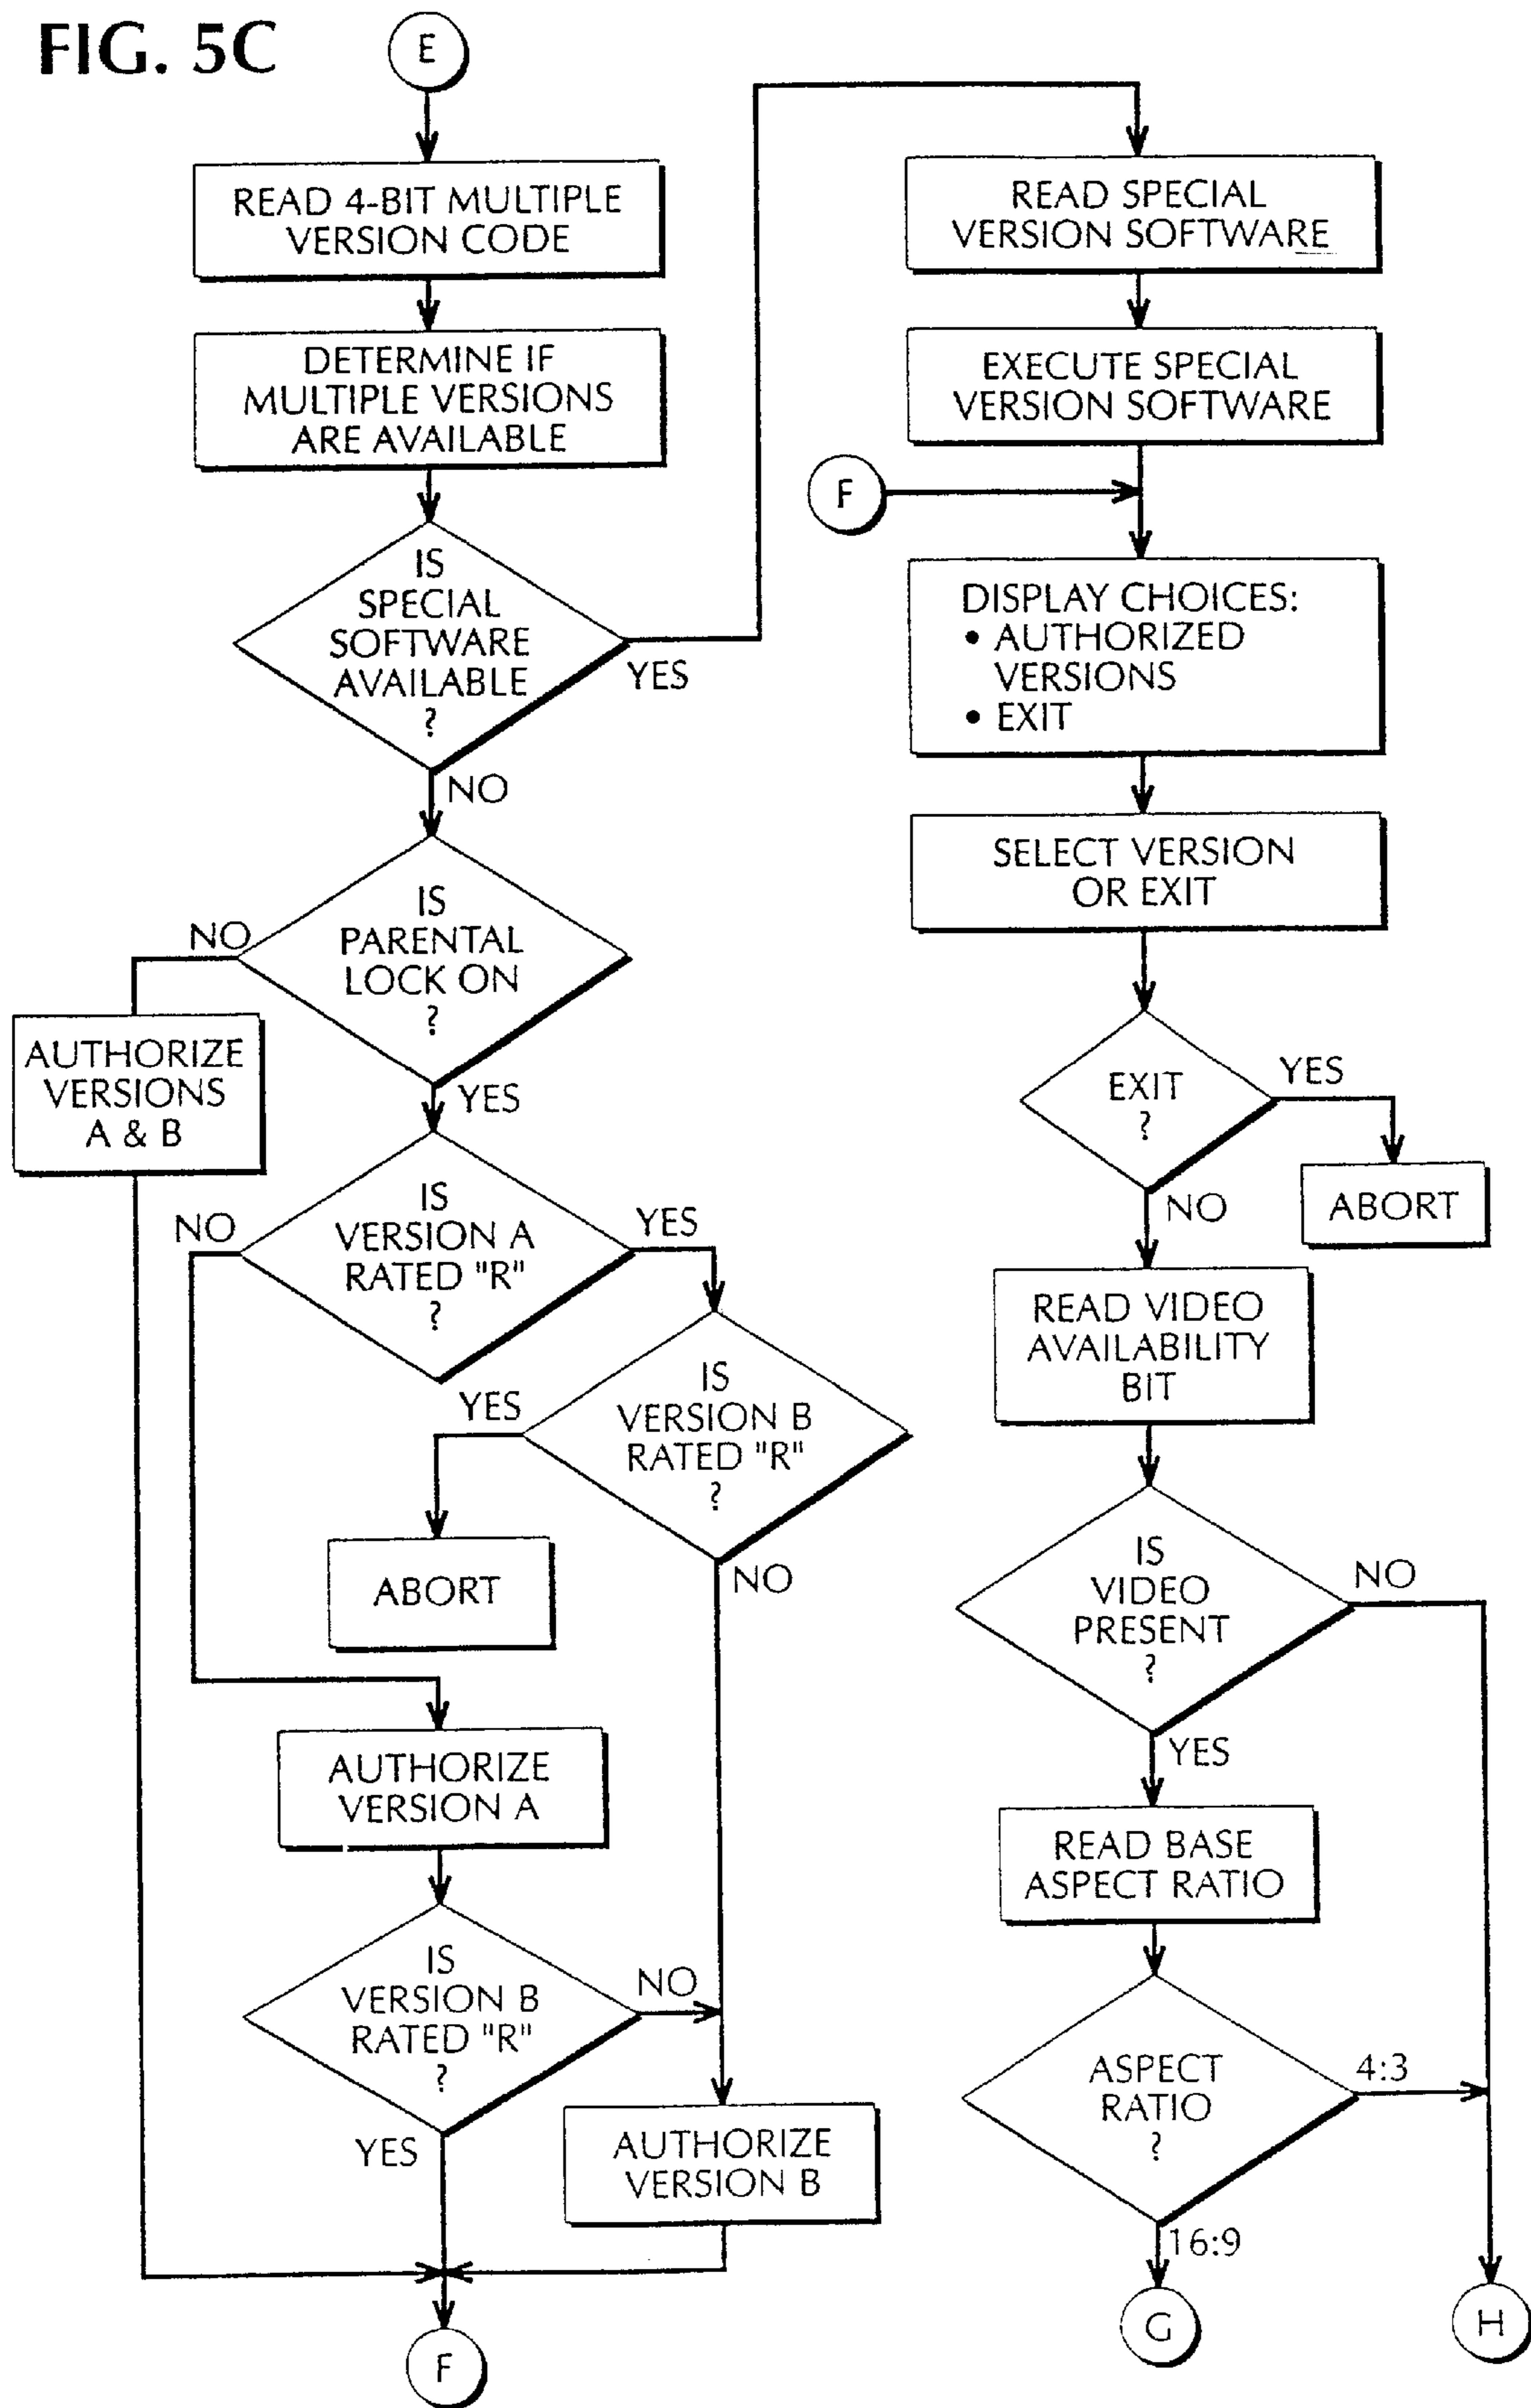 FIG. 5C
E
READ 4-BIT MULTIPLE
VERSION CODE
DETERMINE IF
MULTIPLE VERSIONS
ARE AVAILABLE
IS
SPECIAL
SOFTWARE
AVAILABLE
?
YES
NO
IS
PARENTAL
LOCK ON
?
NO
YES
AUTHORIZE
VERSIONS
A & B
IS
VERSION A
RATED "R"
?
NO
YES
IS
VERSION B
RATED "R"
?
YES
NO
ABORT
AUTHORIZE
VERSION A
IS
VERSION B
RATED "R"
?
NO
YES
AUTHORIZE
VERSION B
F
READ SPECIAL
VERSION SOFTWARE
EXECUTE SPECIAL
VERSION SOFTWARE
F
DISPLAY CHOICES:
• AUTHORIZED
VERSIONS
• EXIT
SELECT VERSION
OR EXIT
EXIT
?
YES
NO
ABORT
READ VIDEO
AVAILABILITY
BIT
IS
VIDEO
PRESENT
?
NO
YES
READ BASE
ASPECT RATIO
ASPECT
RATIO
?
4:3
16:9
G
H